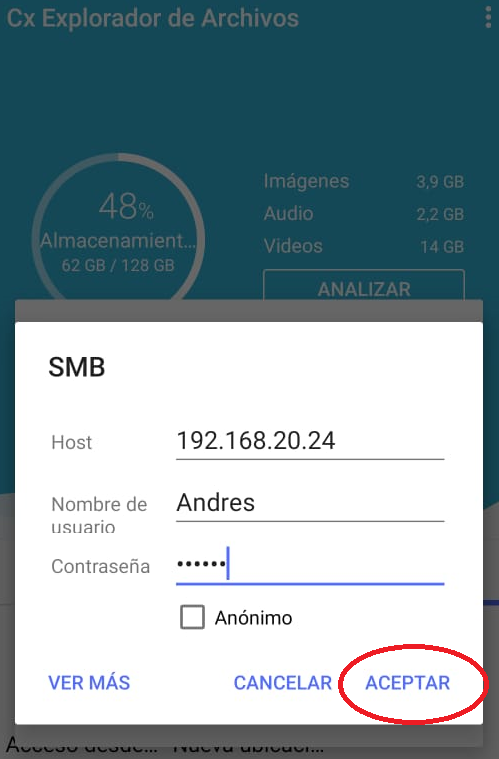 Cx Explorador de Archivos
48%
Almacenamient...
62 GB / 128 GB
Imágenes 3,9 GB
Audio 2,2 GB
Videos 14 GB
ANALIZAR
SMB
Host 192.168.20.24
Nombre de usuario Andres
Contraseña ••••••
Anónimo
VER MÁS CANCELAR ACEPTAR
Acceso desde... Nueva ubicaci...